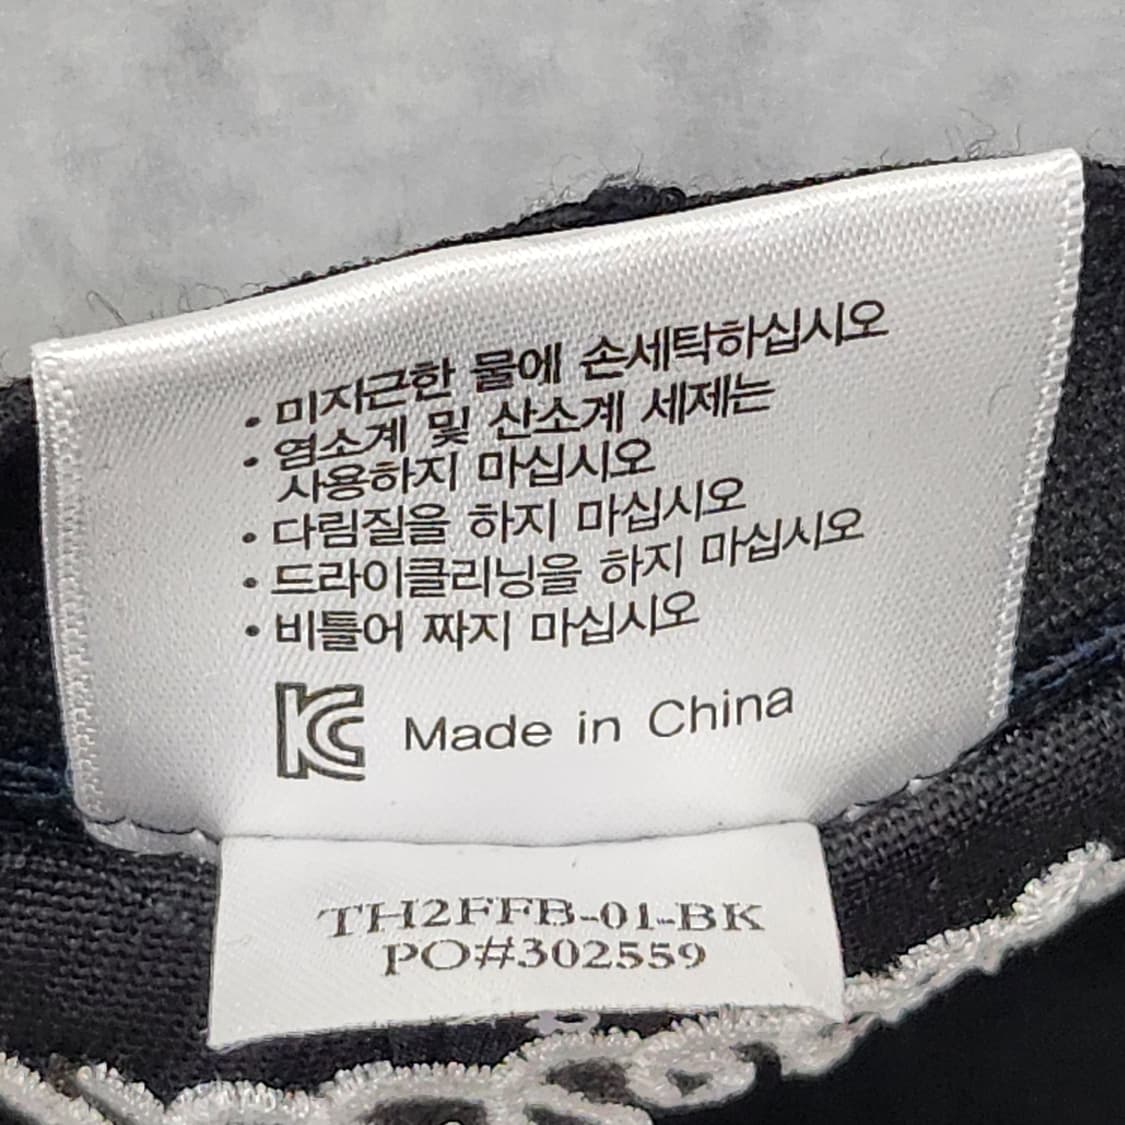 • 미지근한 물에 손세탁하십시오
• 염소계 및 산소계 세제는
사용하지 마십시오
• 다림질을 하지 마십시오
• 드라이클리닝을 하지 마십시오
• 비틀어 짜지 마십시오
KC Made in China
TH2FFB-01-BK
PO#302559